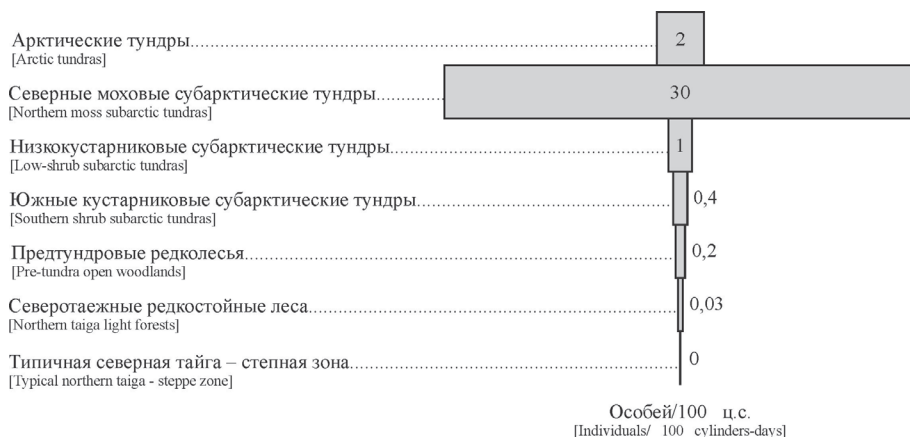 Арктические тундры
2
[Arctic tundras]
Северные моховые субарктические тундры
30
[Northern moss subarctic tundras]
Низкокустарниковые субарктические тундры
1
[Low-shrub subarctic tundras]
Южные кустарниковые субарктические тундры
0,4
[Southern shrub subarctic tundras]
Предтундровые редколесья
0,2
[Pre-tundra open woodlands]
Северотаежные редкостойные леса
0,03
[Northern taiga light forests]
Типичная северная тайга – степная зона
0
[Typical northern taiga - steppe zone]
Особей/100 ц.с.
[Individuals/ 100 cylinders-days]